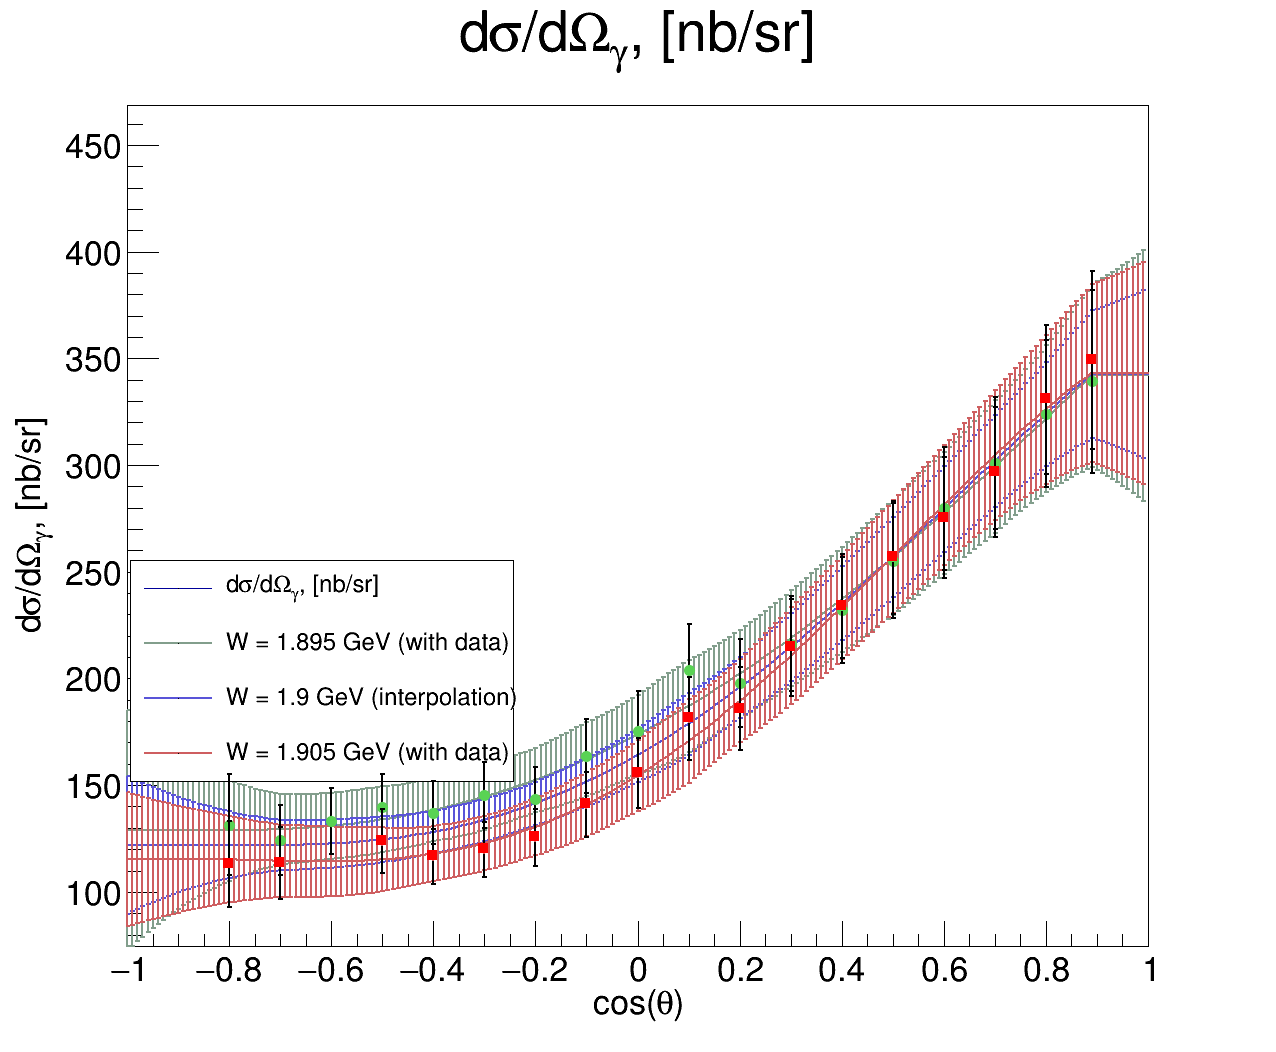 dσ/dΩγ, [nb/sr]
dσ/dΩγ, [nb/sr]
450
400
350
300
250
200
150
100
dσ/dΩγ, [nb/sr]
W = 1.895 GeV (with data)
W = 1.9 GeV (interpolation)
W = 1.905 GeV (with data)
−1 −0.8 −0.6 −0.4 −0.2 0 0.2 0.4 0.6 0.8 1
cos(θ)